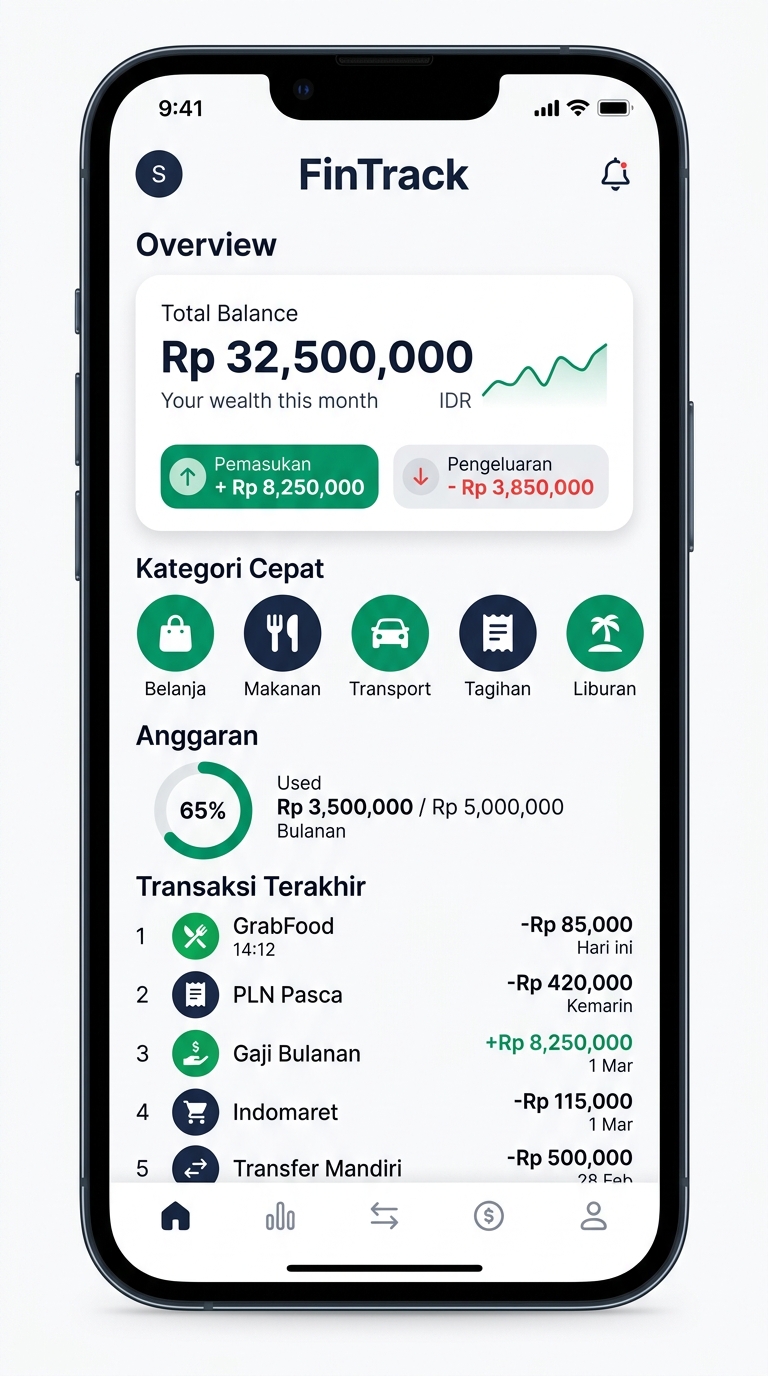 9:41
S
FinTrack
Overview
Total Balance
Rp 32,500,000
Your wealth this month IDR
Pemasukan
+ Rp 8,250,000
Pengeluaran
- Rp 3,850,000
Kategori Cepat
Belanja Makanan Transport Tagihan Liburan
Anggaran
65%
Used
Rp 3,500,000 / Rp 5,000,000
Bulanan
Transaksi Terakhir
1 GrabFood -Rp 85,000
14:12 Hari ini
2 PLN Pasca -Rp 420,000
Kemarin
3 Gaji Bulanan +Rp 8,250,000
1 Mar
4 Indomaret -Rp 115,000
1 Mar
5 Transfer Mandiri -Rp 500,000
28 Feb